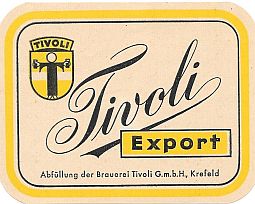 TIVOLI
Tivoli
Export
Abfüllung der Brauerei Tivoli G.m.b.H., Krefeld